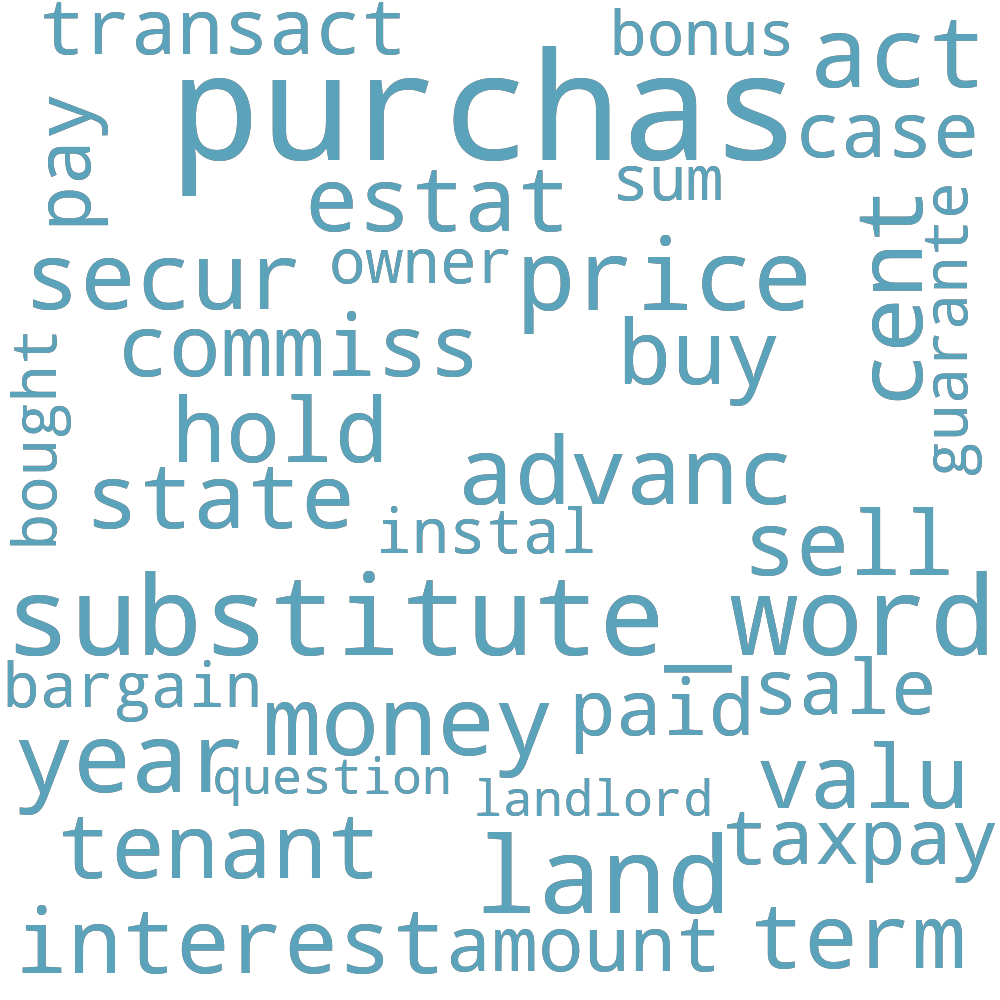 transact
bonus
act
purchas
case
pay
sum
estat
cent
guarante
secur
owner
price
commiss
buy
bought
hold
advanc
state
instal
sell
substitute_word
bargain
money
paid
sale
year
question
landlord
valu
tenant
land
taxpay
interest
amount
term